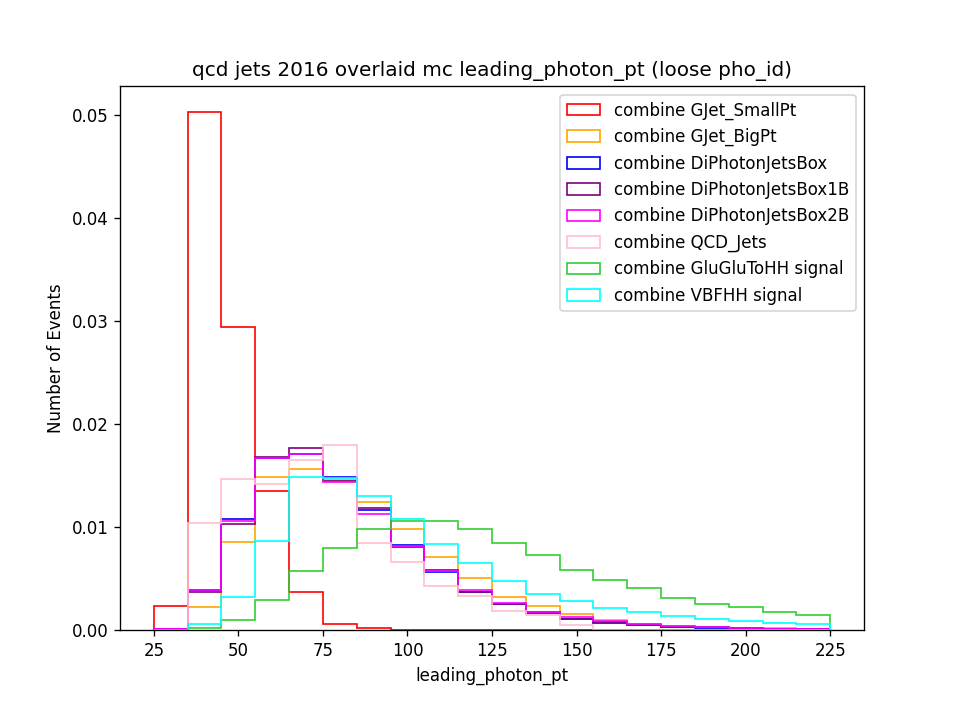 qcd jets 2016 overlaid mc leading_photon_pt (loose pho_id)
combine GJet_SmallPt
combine GJet_BigPt
combine DiPhotonJetsBox
combine DiPhotonJetsBox1B
combine DiPhotonJetsBox2B
combine QCD_Jets
combine GluGluToHH signal
combine VBFHH signal
0.05
0.04
0.03
0.02
0.01
0.00
Number of Events
25 50 75 100 125 150 175 200 225
leading_photon_pt